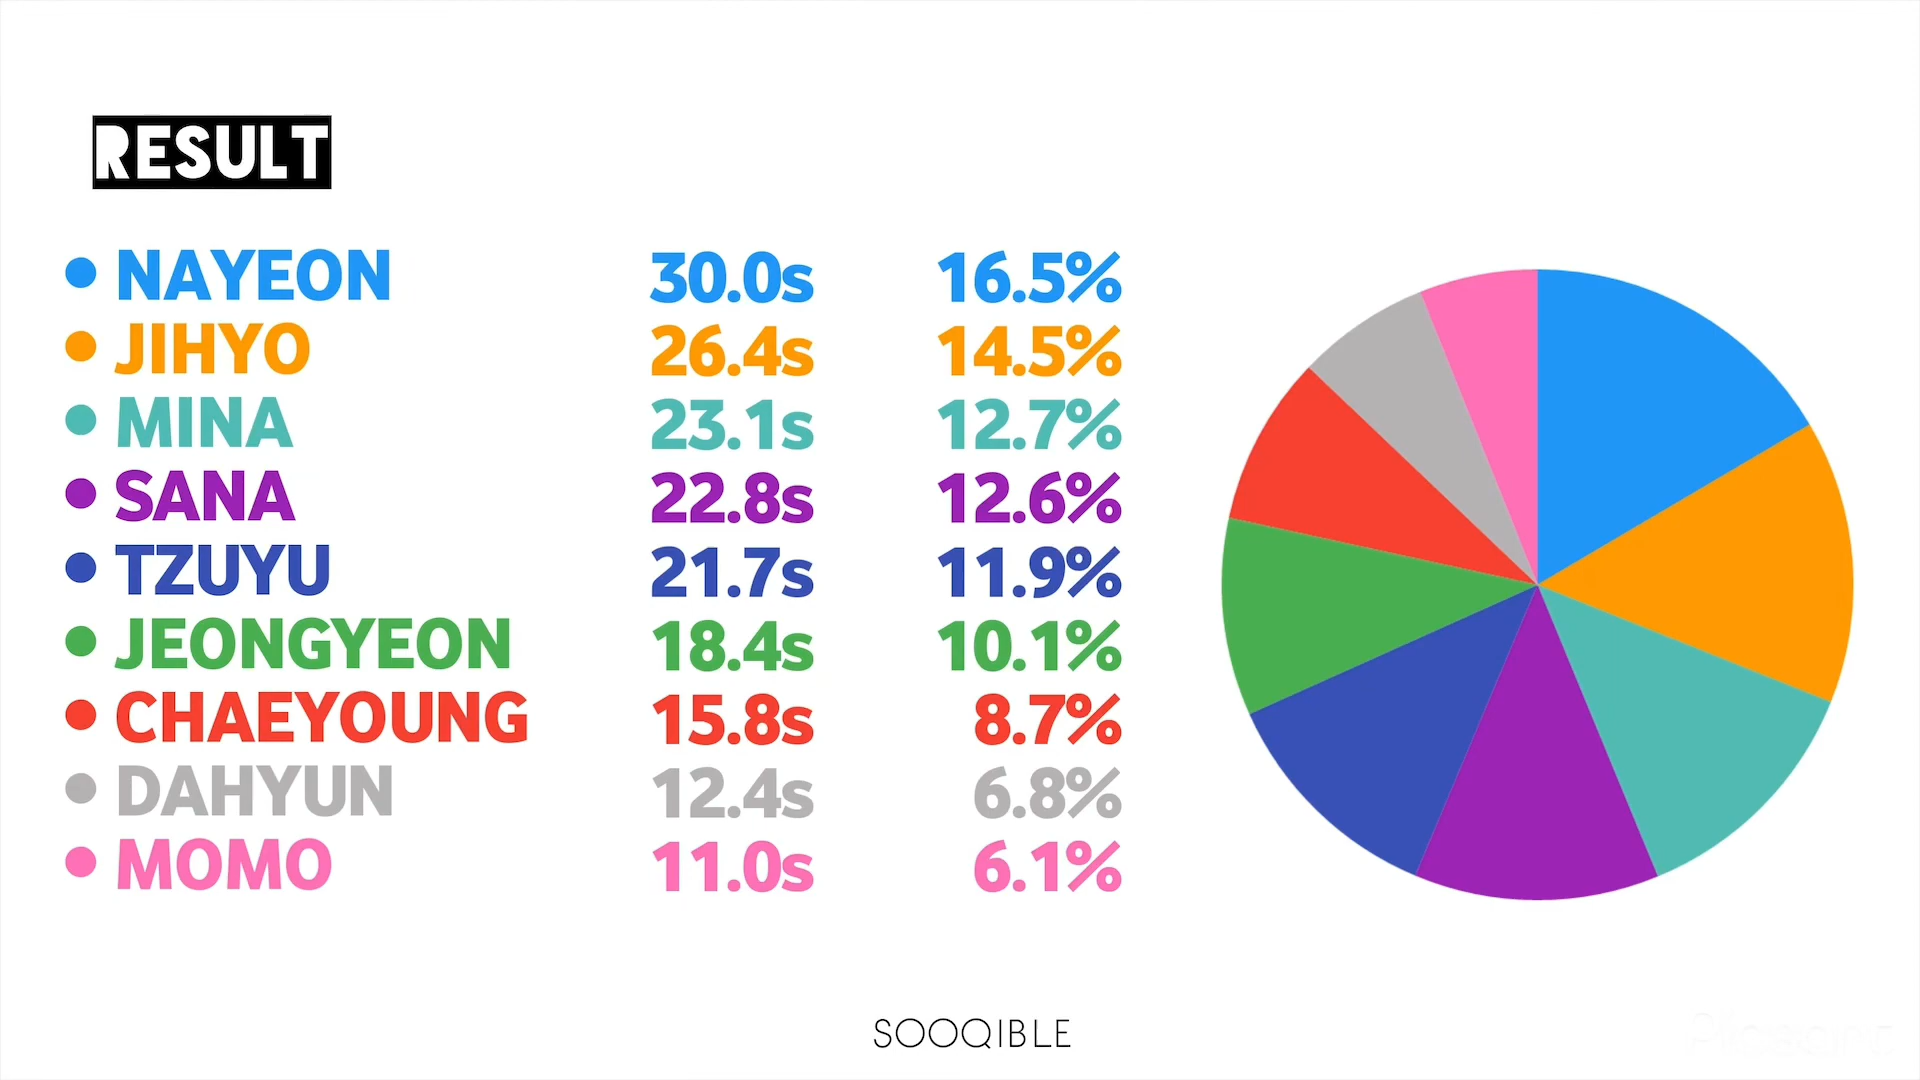 RESULT
• NAYEON 30.0s 16.5%
• JIHYO 26.4s 14.5%
• MINA 23.1s 12.7%
• SANA 22.8s 12.6%
• TZUYU 21.7s 11.9%
• JEONGYEON 18.4s 10.1%
• CHAEYOUNG 15.8s 8.7%
• DAHYUN 12.4s 6.8%
• MOMO 11.0s 6.1%
SOOQIBLE